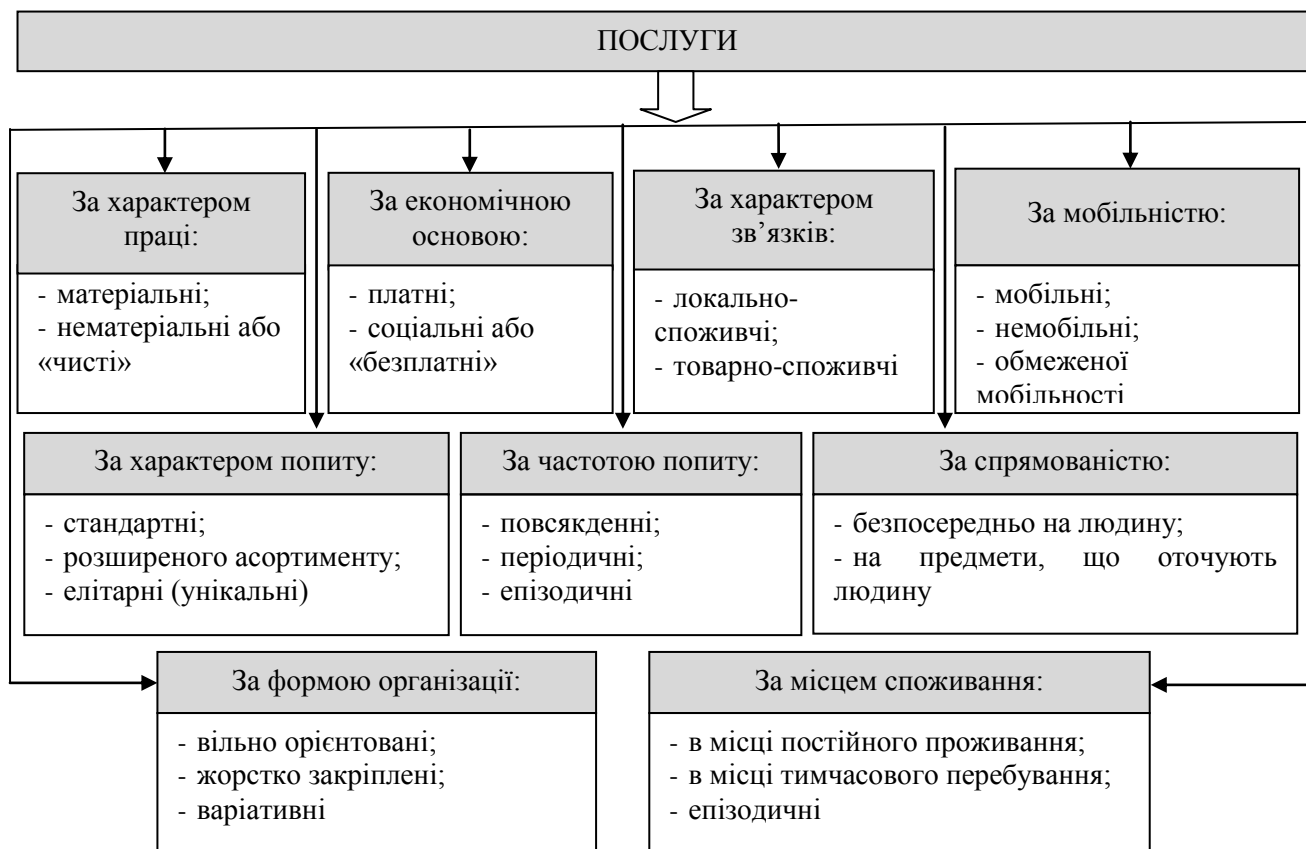 ПОСЛУГИ
За характером
праці:
- матеріальні;
- нематеріальні або
«чисті»
За економічною
основою:
- платні;
- соціальні або
«безплатні»
За характером
зв’язків:
- локально-
споживчі;
- товарно-споживчі
За мобільністю:
- мобільні;
- немобільні;
- обмеженої
мобільності
За характером попиту:
- стандартні;
- розширеного асортименту;
- елітарні (унікальні)
За частотою попиту:
- повсякденні;
- періодичні;
- епізодичні
За спрямованістю:
- безпосередньо на людину;
- на предмети, що оточують
людину
За формою організації:
- вільно орієнтовані;
- жорстко закріплені;
- варіативні
За місцем споживання:
- в місці постійного проживання;
- в місці тимчасового перебування;
- епізодичні